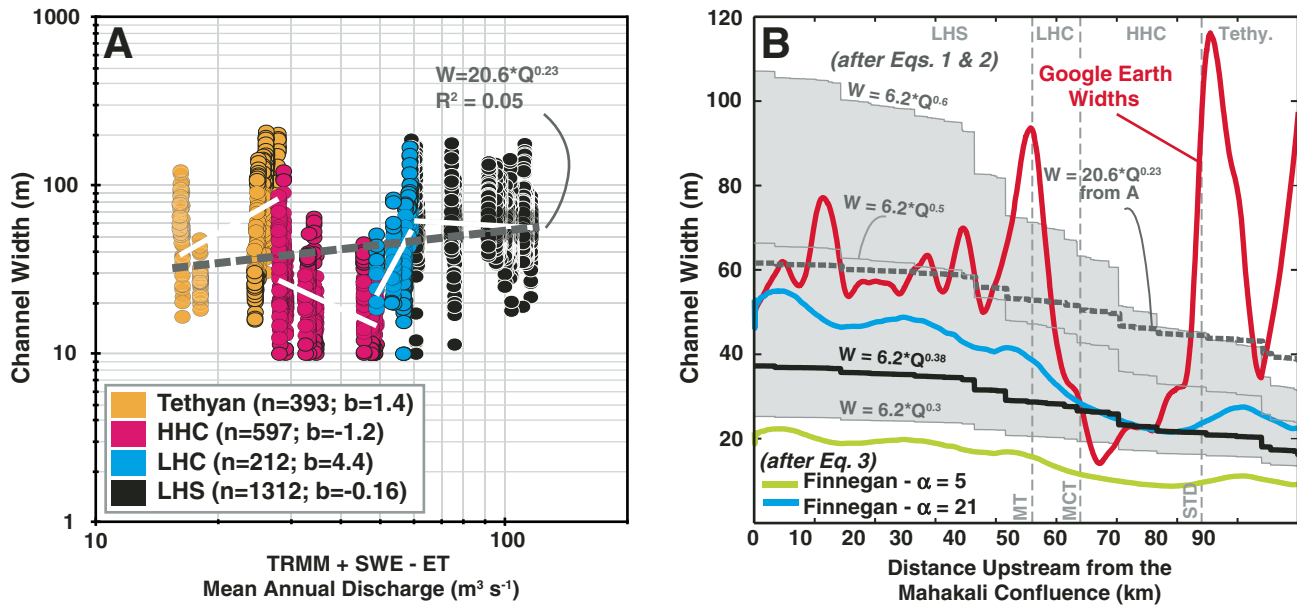 A
1000
100
10
1
Channel Width (m)
W=20.6*Q^0.23
R² = 0.05
Tethyan (n=393; b=1.4)
HHC (n=597; b=-1.2)
LHC (n=212; b=4.4)
LHS (n=1312; b=-0.16)
10
100
TRMM + SWE - ET
Mean Annual Discharge (m³ s⁻¹)
B
LHS
LHC
HHC
Tethy.
(after Eqs. 1 & 2)
Google Earth
Widths
W = 6.2*Q^0.6
W = 20.6*Q^0.23
from A
W = 6.2*Q^0.5
W = 6.2*Q^0.38
W = 6.2*Q^0.3
(after Eq. 3)
Finnegan - α = 5
Finnegan - α = 21
MT
MCT
STD
120
100
80
60
40
20
0
Channel Width (m)
0
10
20
30
40
50
60
70
80
90
Distance Upstream from the
Mahakali Confluence (km)